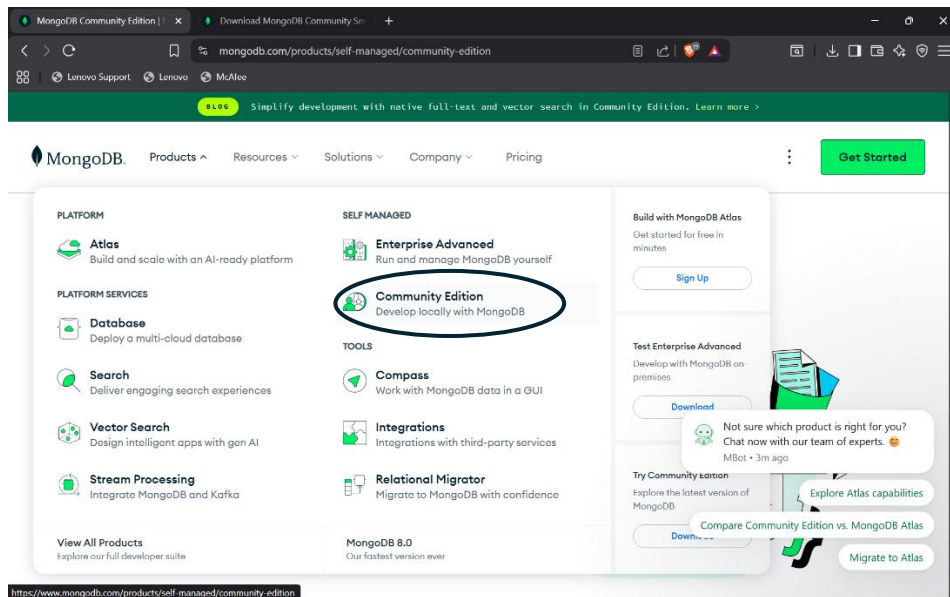 MongoDB Community Edition |
Download MongoDB Community Ser
mongodb.com/products/self-managed/community-edition
Lenovo Support
Lenovo
McAfee
BLOG
Simplify development with native full-text and vector search in Community Edition. Learn more >
MongoDB.
Products
Resources
Solutions
Company
Pricing
Get Started
PLATFORM
Atlas
Build and scale with an AI-ready platform
PLATFORM SERVICES
Database
Deploy a multi-cloud database
Search
Deliver engaging search experiences
Vector Search
Design intelligent apps with gen AI
Stream Processing
Integrate MongoDB and Kafka
View All Products
Explore our full developer suite
SELF MANAGED
Enterprise Advanced
Run and manage MongoDB yourself
Community Edition
Develop locally with MongoDB
TOOLS
Compass
Work with MongoDB data in a GUI
Integrations
Integrations with third-party services
Relational Migrator
Migrate to MongoDB with confidence
MongoDB 8.0
Our fastest version ever
Build with MongoDB Atlas
Get started for free in
minutes
Sign Up
Test Enterprise Advanced
Develop with MongoDB on-
premises
Download
Try Community Edition
Explore the latest version of
MongoDB
Download
Not sure which product is right for you?
Chat now with our team of experts. 😊
MBot • 3m ago
Explore Atlas capabilities
Compare Community Edition vs. MongoDB Atlas
Migrate to Atlas
https://www.mongodb.com/products/self-managed/community-edition